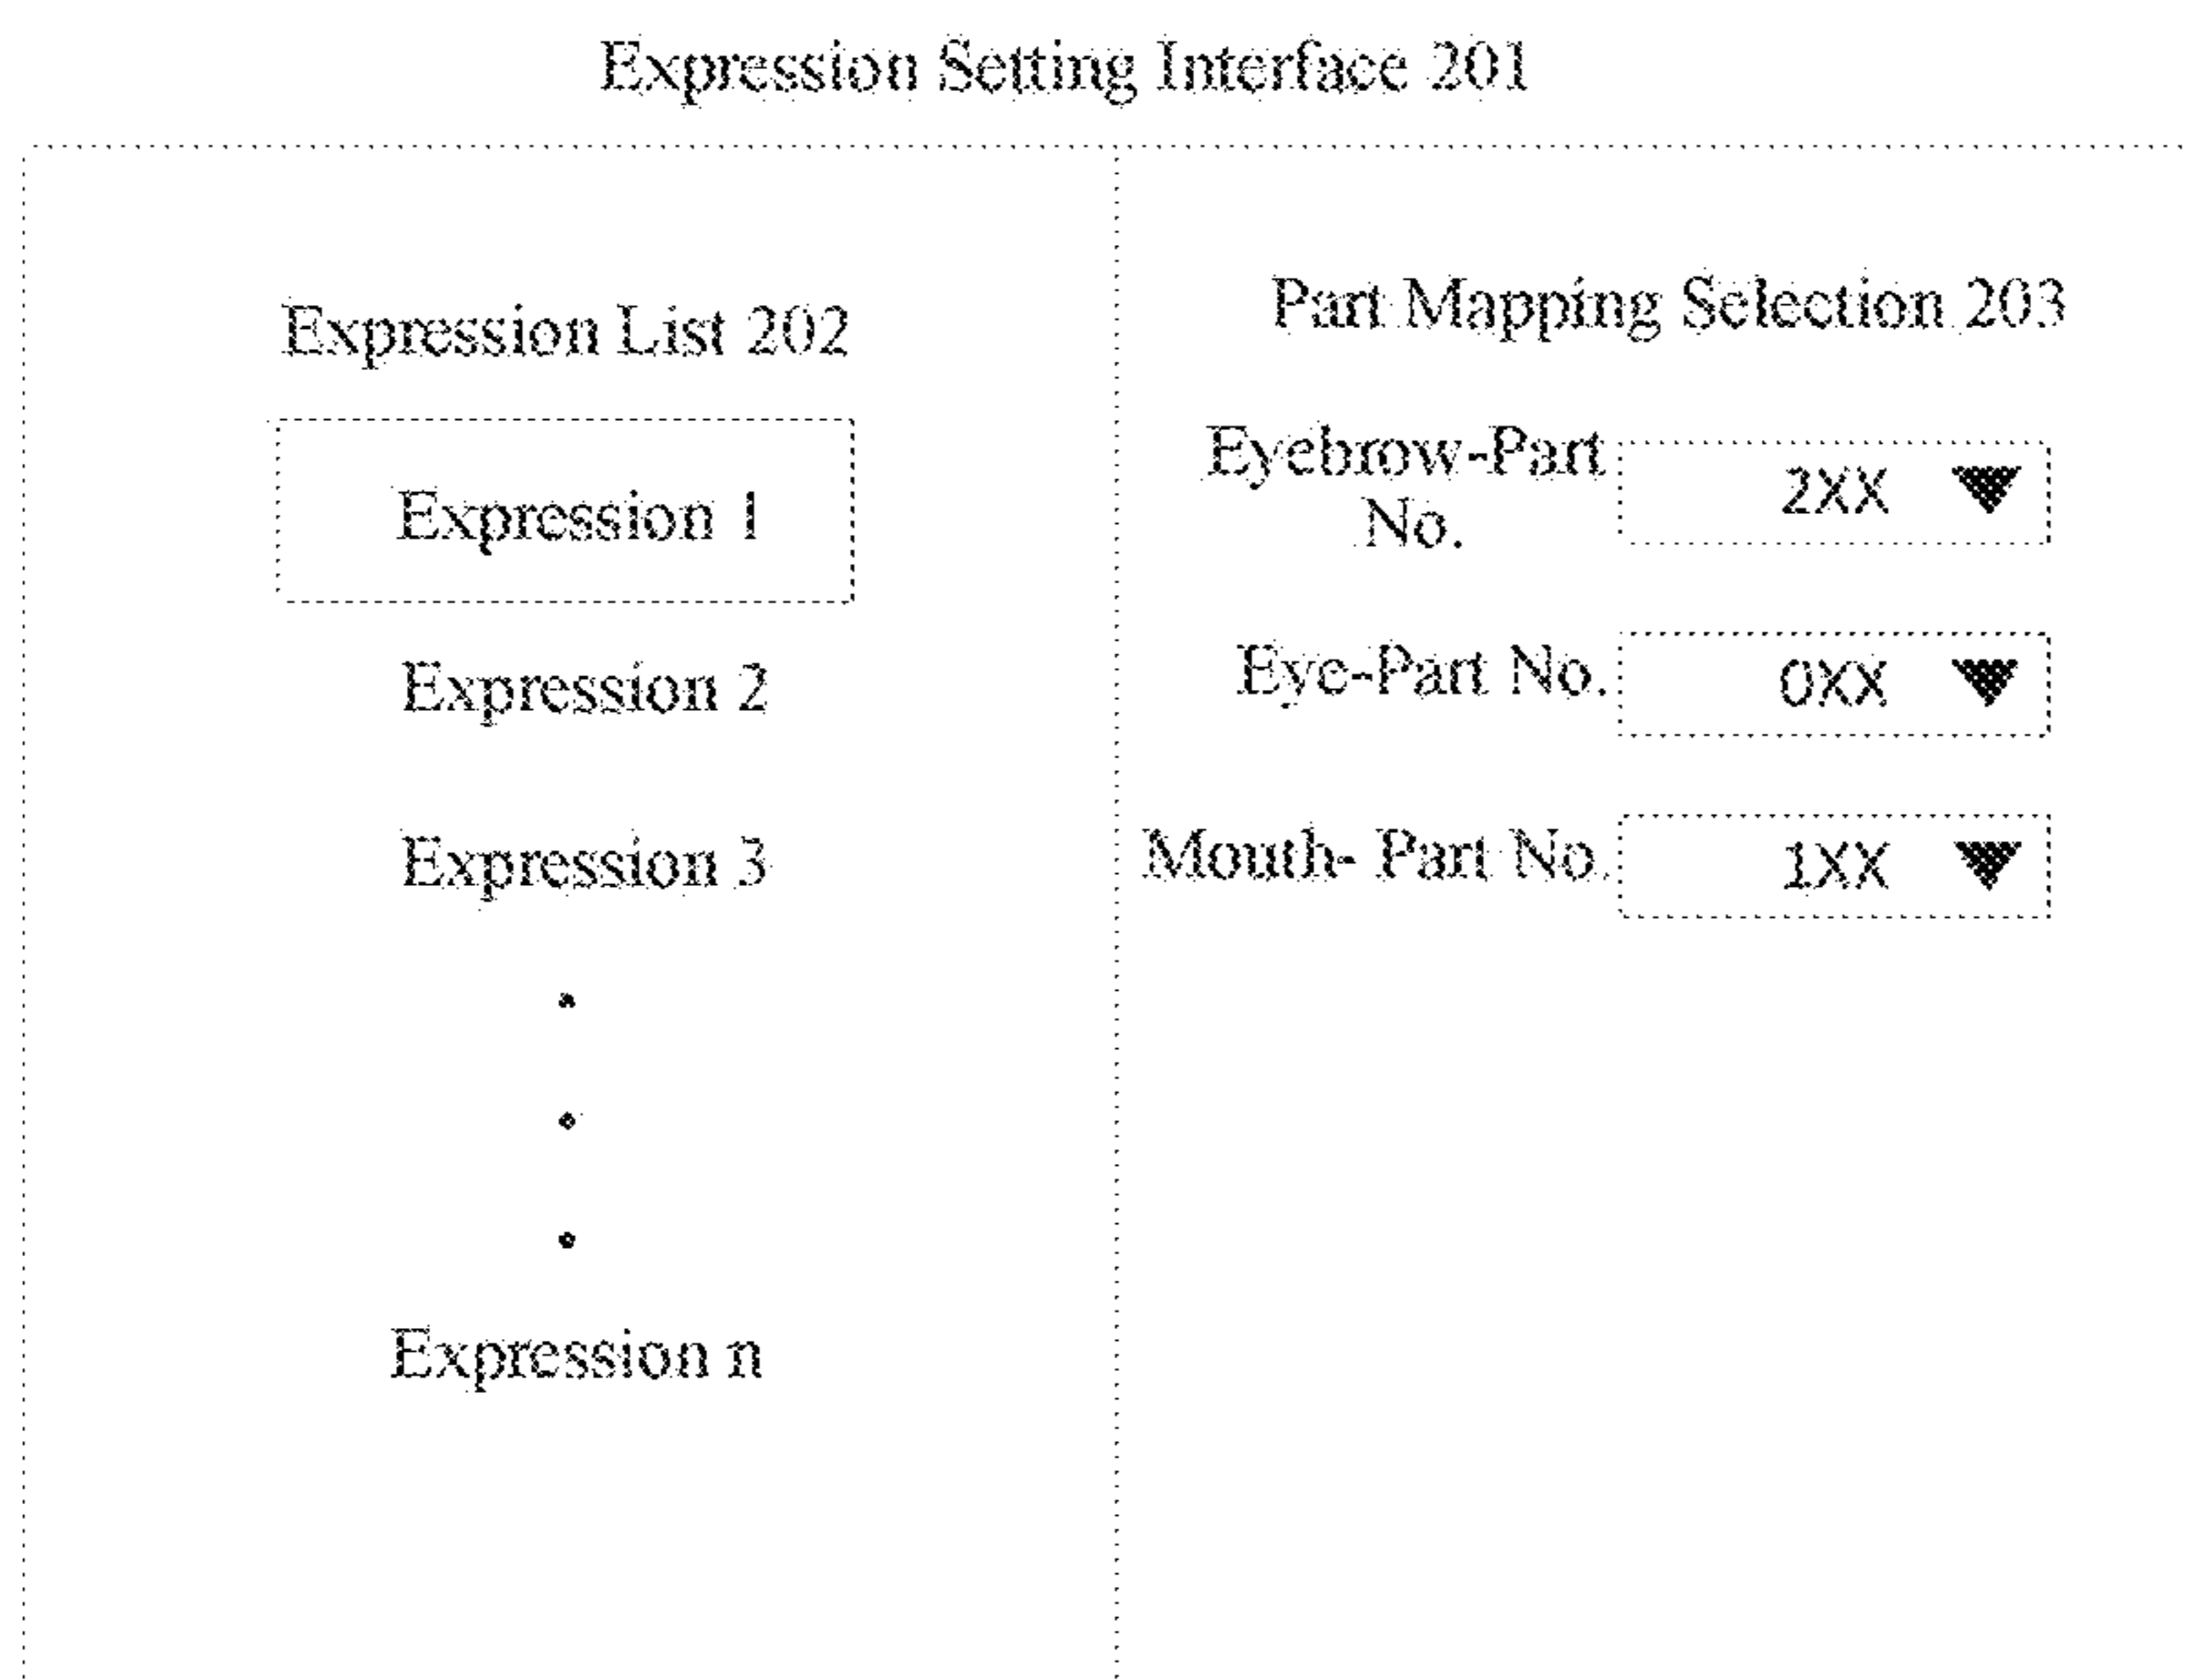 Expression Setting Interface 201
Expression List 202
Expression 1
Expression 2
Expression 3
Expression n
Part Mapping Selection 203
Eyebrow-Part
No.
2XX
Eye-Part No.
0XX
Mouth- Part No.
1XX